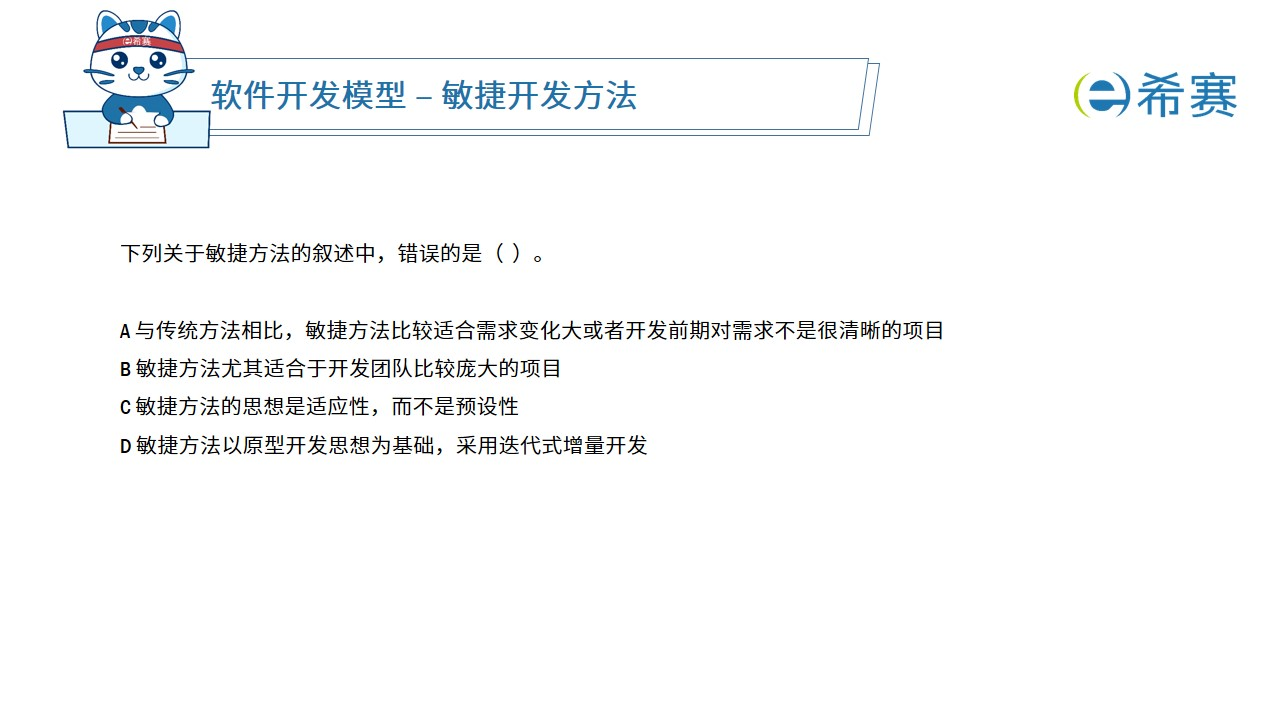 希赛
软件开发模型 – 敏捷开发方法
希赛
下列关于敏捷方法的叙述中，错误的是（ ）。
A 与传统方法相比，敏捷方法比较适合需求变化大或者开发前期对需求不是很清晰的项目
B 敏捷方法尤其适合于开发团队比较庞大的项目
C 敏捷方法的思想是适应性，而不是预设性
D 敏捷方法以原型开发思想为基础，采用迭代式增量开发